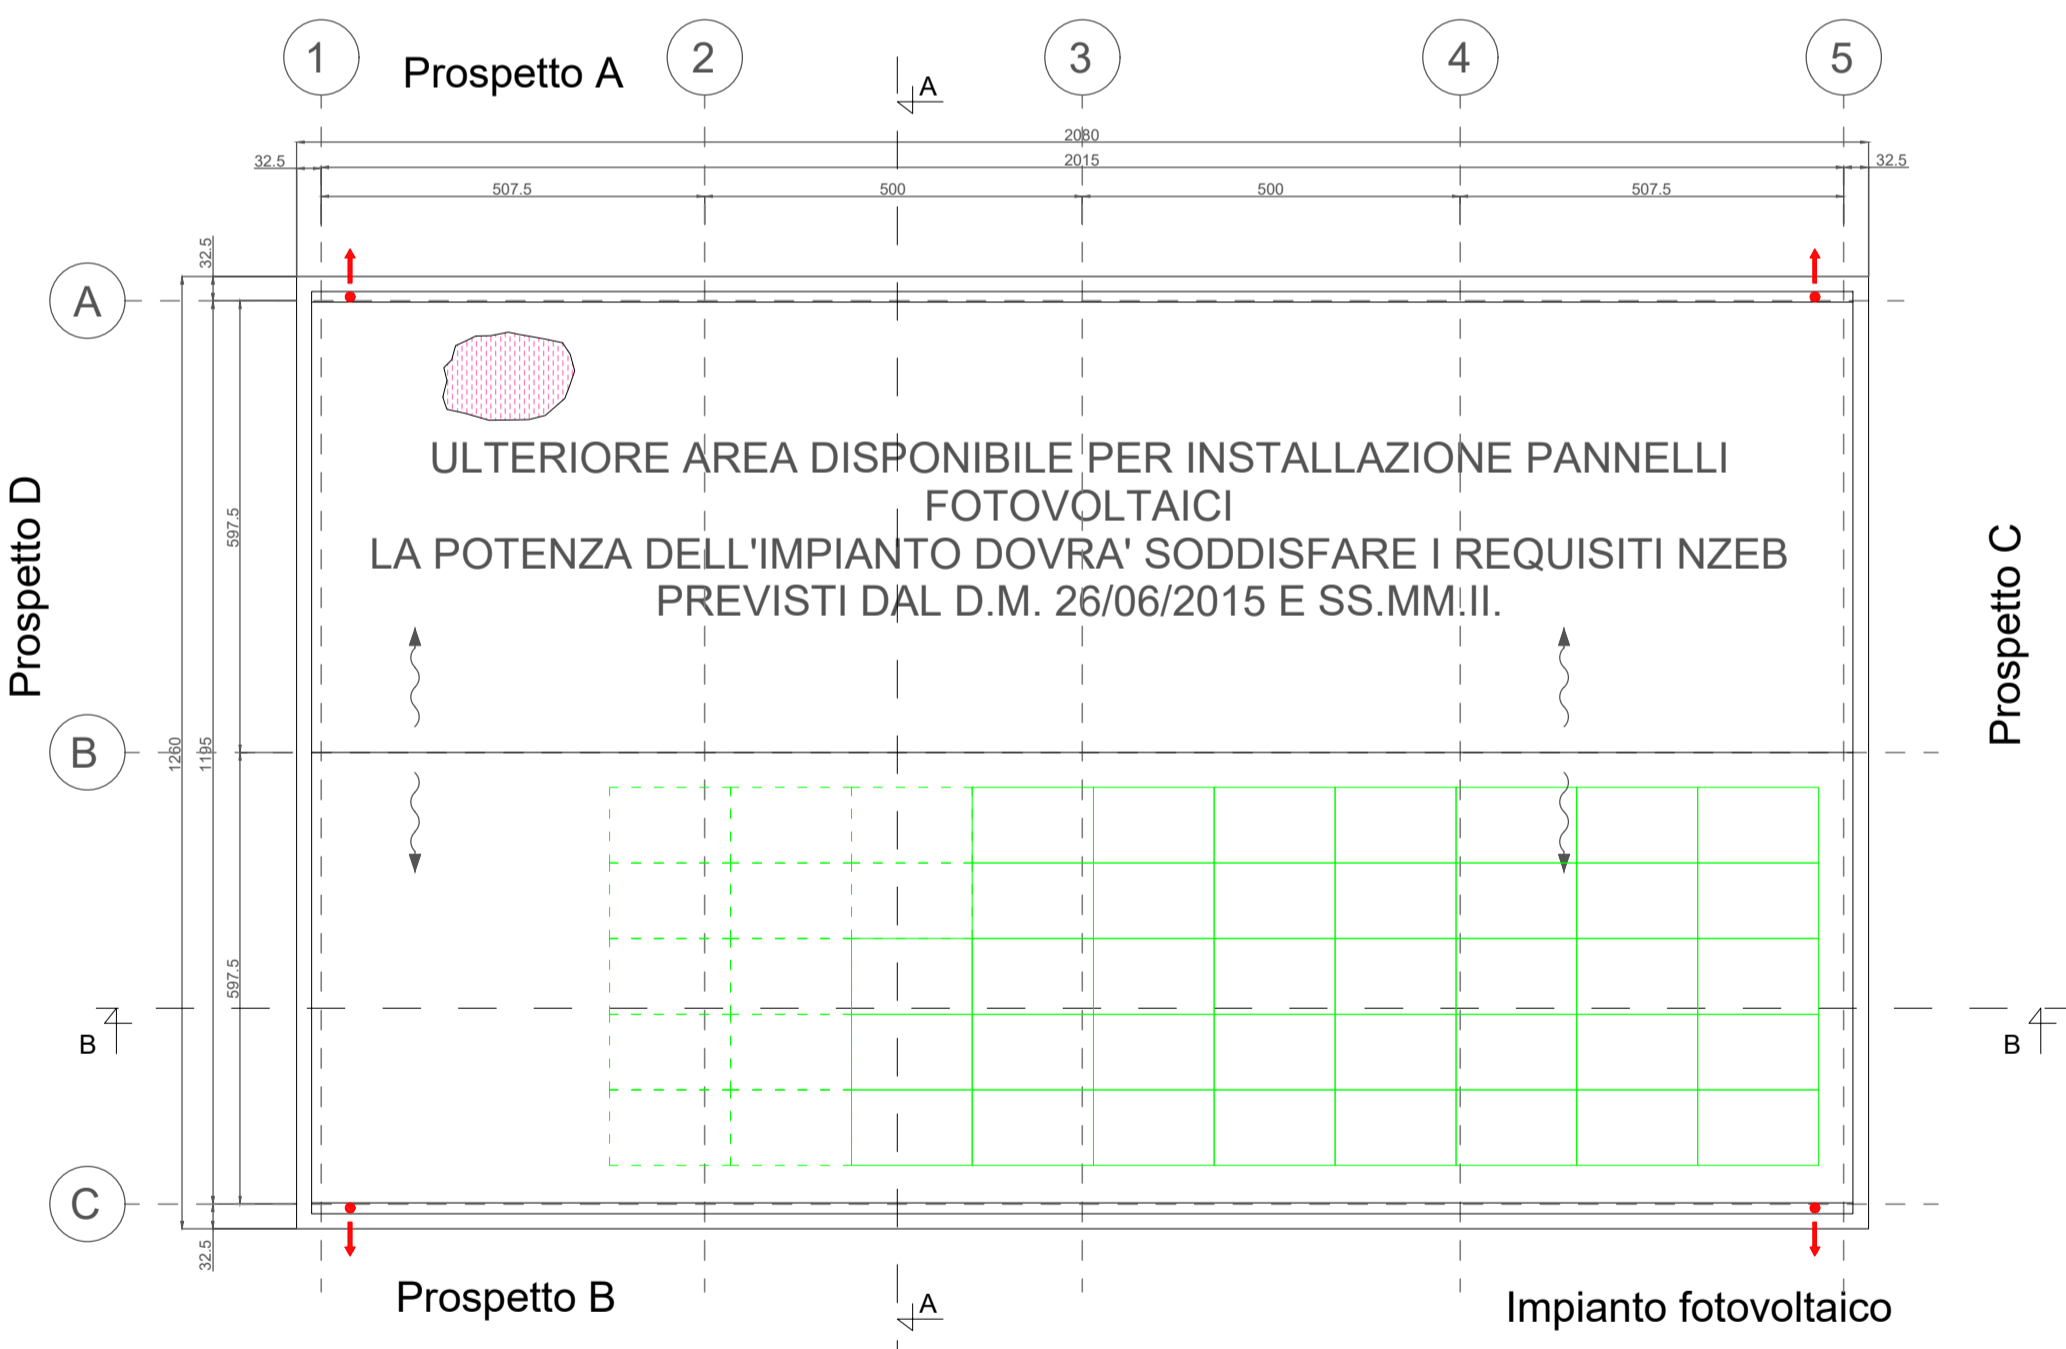 1
2
3
4
5
Prospetto A
A
2080
32.5
2015
32.5
507.5
500
500
507.5
32.5
A
ULTERIORE AREA DISPONIBILE PER INSTALLAZIONE PANNELLI
FOTOVOLTAICI
LA POTENZA DELL'IMPIANTO DOVRA' SODDISFARE I REQUISITI NZEB
PREVISTI DAL D.M. 26/06/2015 E SS.MM.II.
Prospetto D
Prospetto C
597.5
B
1260
1195
597.5
B
B
C
32.5
Prospetto B
A
Impianto fotovoltaico